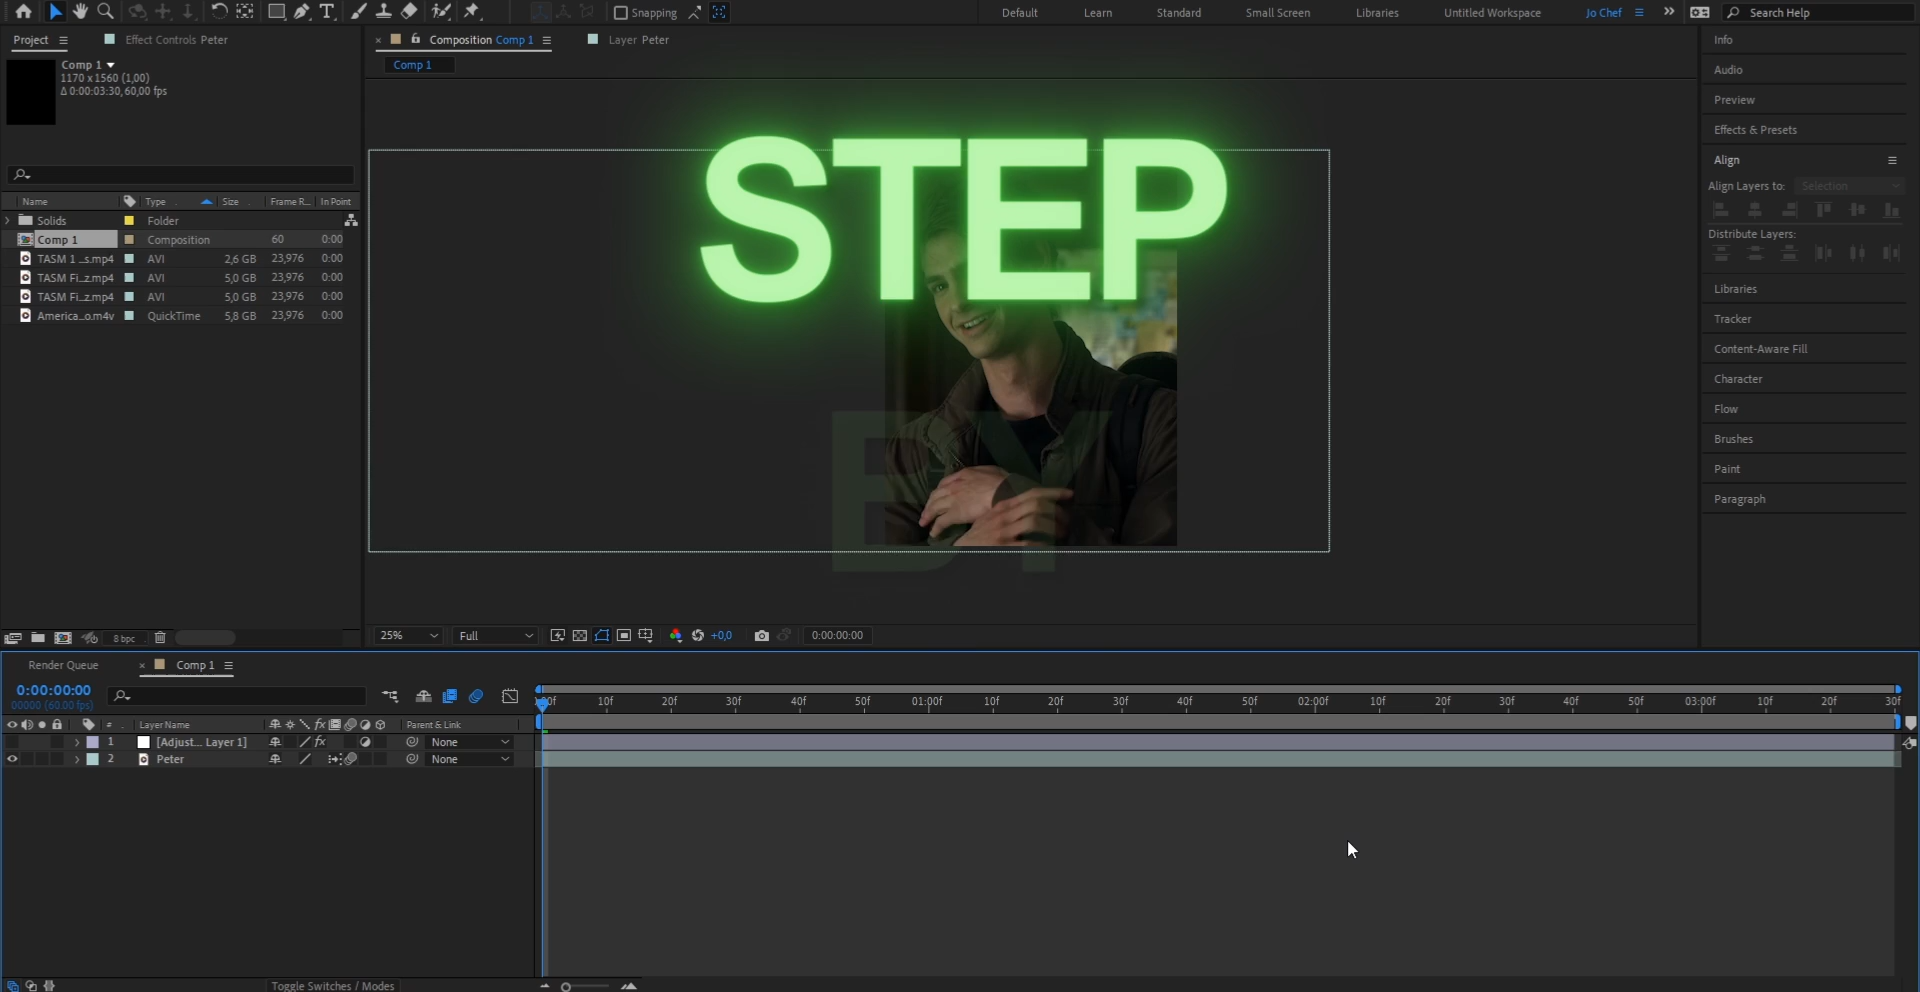 Snapping
Default
Learn
Standard
Small Screen
Libraries
Untitled Workspace
Jo Chef
Search Help
Project
Effect Controls Peter
Comp 1
1170 x 1560 (1,00)
Δ 0:00:03:30, 60,00 fps
Name
Type
Size
Frame R...
In Point
Solids
Folder
Comp 1
Composition
60
0:00
TASM 1 ..s.mp4
AVI
2,6 GB
23,976
0:00
TASM Fi...z.mp4
AVI
5,0 GB
23,976
0:00
TASM Fi...z.mp4
AVI
5,0 GB
23,976
0:00
America...o.m4v
QuickTime
5,8 GB
23,976
0:00
8 bpc
Composition Comp 1
Layer Peter
Comp 1
STEP
BY
25%
Full
+0,0
0:00:00:00
Info
Audio
Preview
Effects & Presets
Align
Align Layers to:
Selection
Distribute Layers:
Libraries
Tracker
Content-Aware Fill
Character
Flow
Brushes
Paint
Paragraph
Render Queue
Comp 1
0:00:00:00
00000 (60.00 fps)
10f
20f
30f
40f
50f
01:00f
10f
20f
30f
40f
50f
02:00f
10f
20f
30f
40f
50f
03:00f
10f
20f
30f
#
Layer Name
fx
Parent & Link
1
[Adjust... Layer 1]
fx
None
2
Peter
None
Toggle Switches / Modes